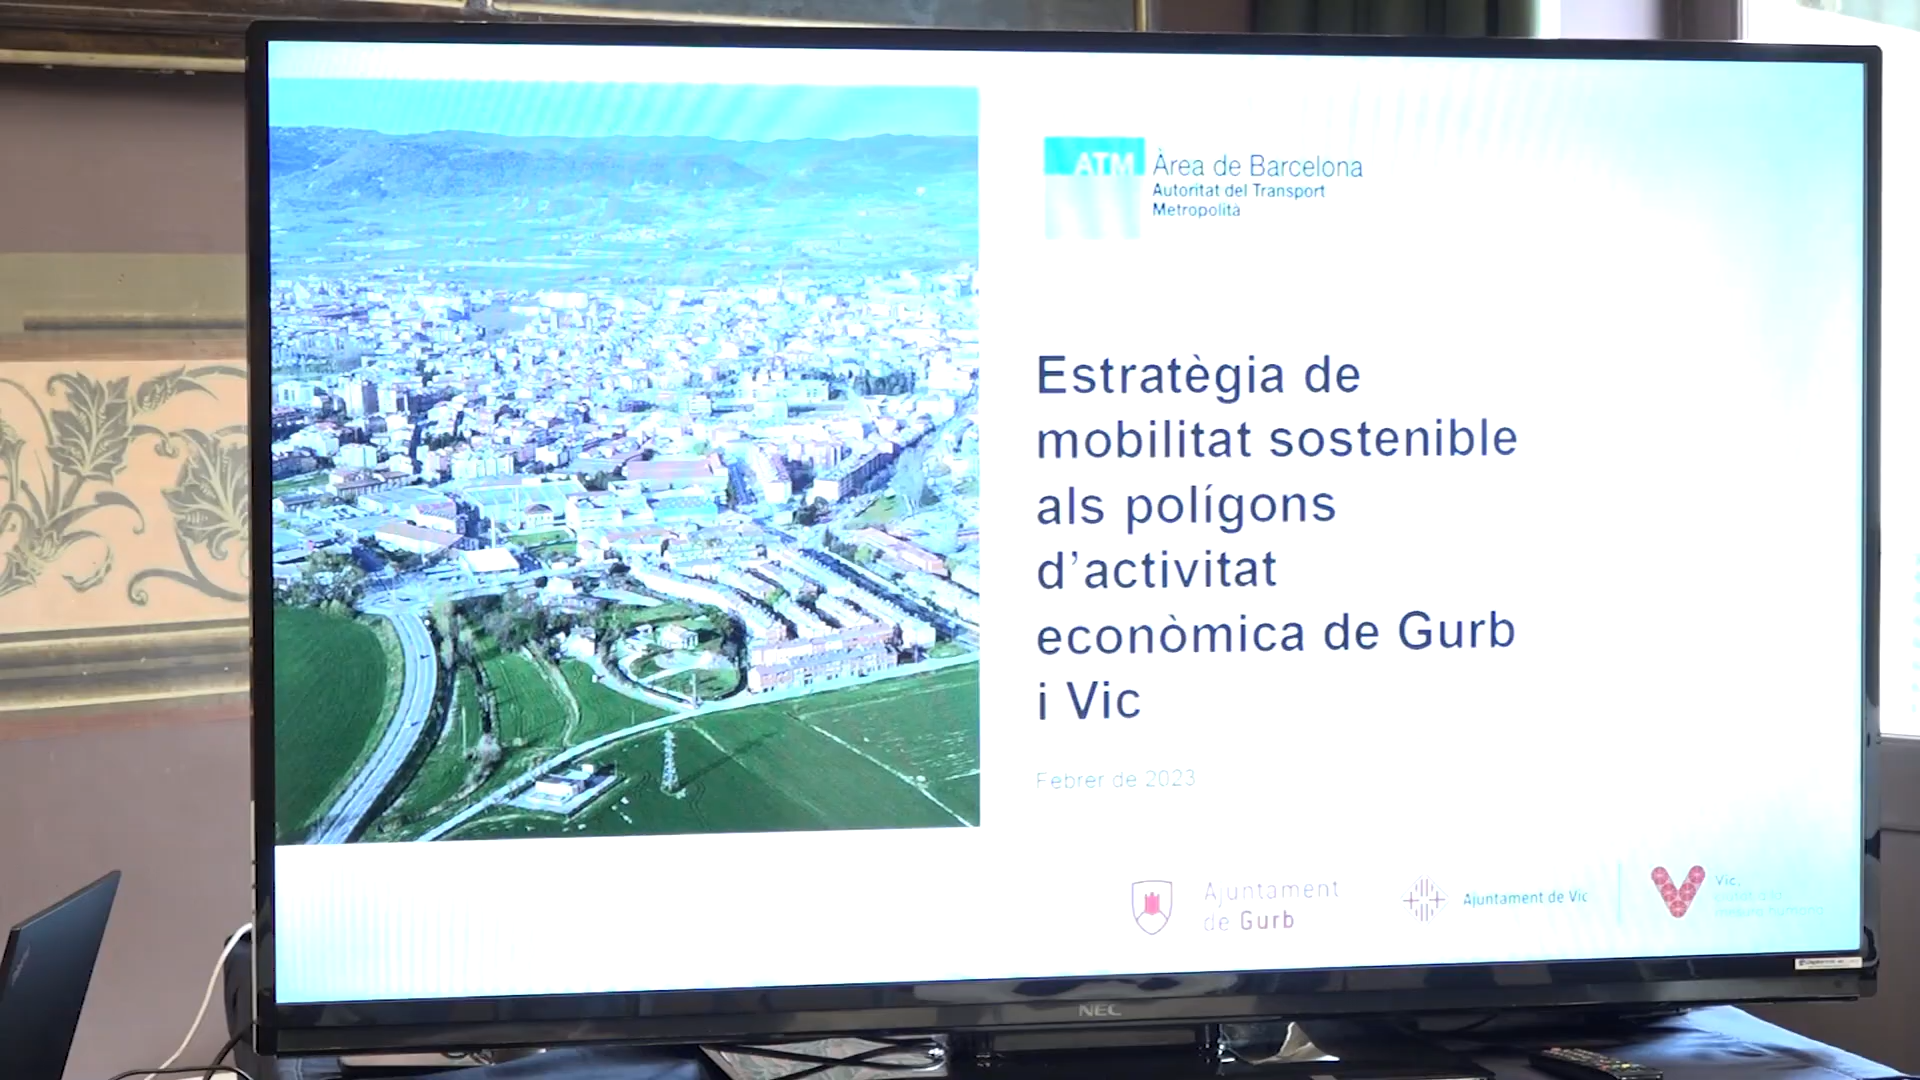 ATM
Àrea de Barcelona
Autoritat del Transport
Metropolità
Estratègia de
mobilitat sostenible
als polígons
d'activitat
econòmica de Gurb
i Vic
Febrer de 2023
Ajuntament
de Gurb
Ajuntament de Vic
Vic,
NEC